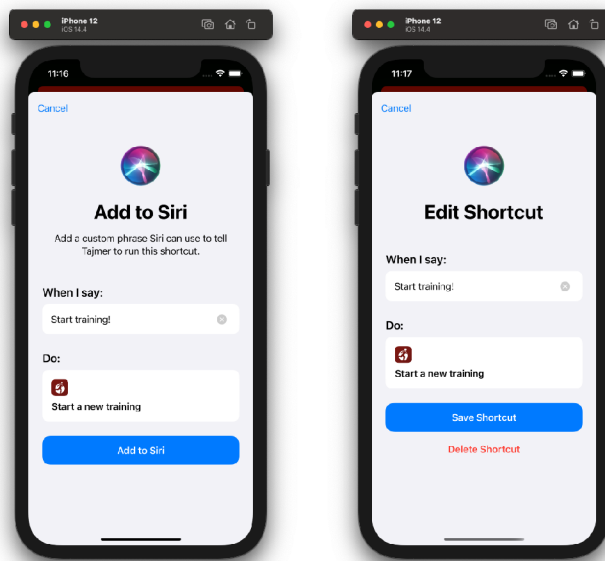 iPhone 12
iOS 14.4
11:16
Cancel
Add to Siri
Add a custom phrase Siri can use to tell
Tajmer to run this shortcut.
When I say:
Start training!
Do:
Start a new training
Add to Siri
iPhone 12
iOS 14.4
11:17
Cancel
Edit Shortcut
When I say:
Start training!
Do:
Start a new training
Save Shortcut
Delete Shortcut